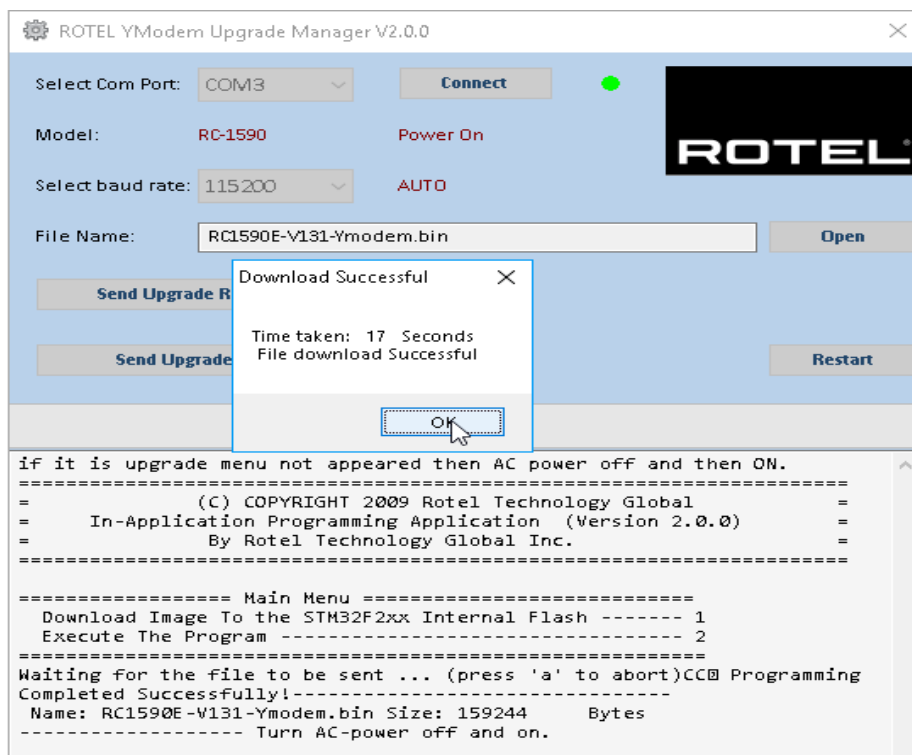 ROTEL YModem Upgrade Manager V2.0.0
Select Com Port: COM3 Connect
ROTEL
Model: RC-1590 Power On
Select baud rate: 115200 AUTO
File Name: RC1590E-V131-Ymodem.bin Open
Send Upgrade R
Send Upgrade
Restart
Download Successful
Time taken: 17 Seconds
File download Successful
OK
if it is upgrade menu not appeared then AC power off and then ON.
======================================================================
= (C) COPYRIGHT 2009 Rotel Technology Global =
= In-Application Programming Application (Version 2.0.0) =
= By Rotel Technology Global Inc. =
======================================================================
================== Main Menu ============================
Download Image To the STM32F2xx Internal Flash ------- 1
Execute The Program ---------------------------------- 2
==========================================================
Waiting for the file to be sent ... (press 'a' to abort)CC Programming
Completed Successfully!--------------------------------
Name: RC1590E-V131-Ymodem.bin Size: 159244 Bytes
------------------- Turn AC-power off and on.